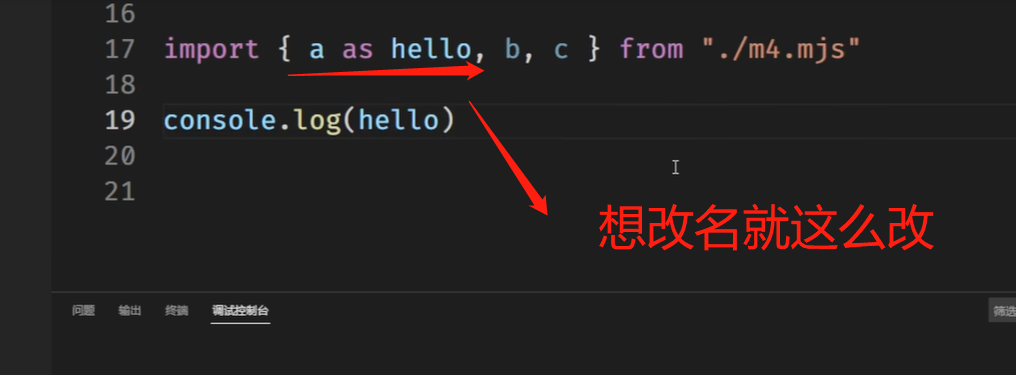 16
17 import { a as hello, b, c } from "./m4.mjs"
18
19 console.log(hello)
20
21
想改名就这么改
问题 输出 终端 调试控制台 筛选